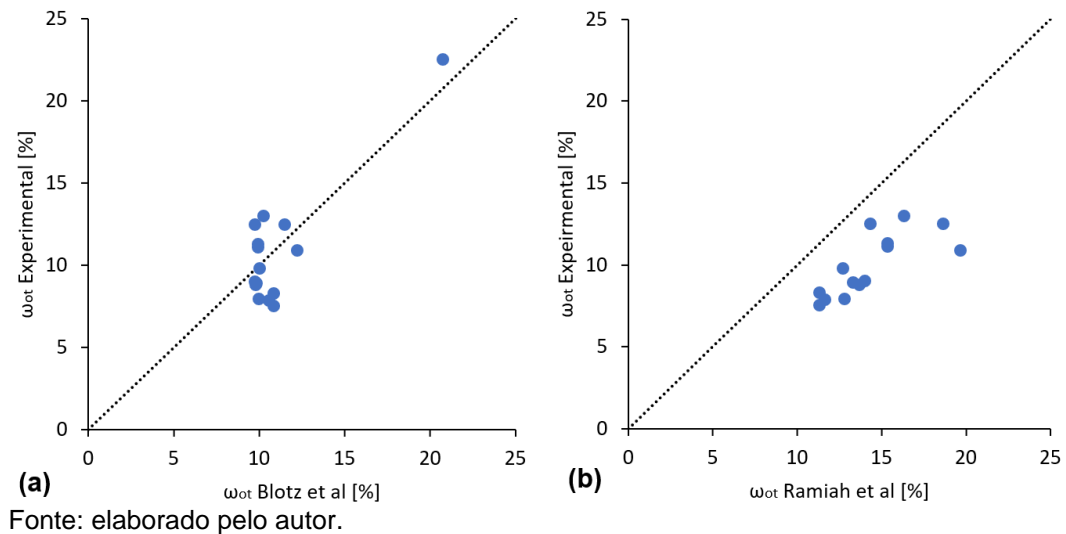 25
20
15
10
5
0
0 5 10 15 20 25
ωot Experimental [%]
ωot Blotz et al [%]
(a)
25
20
15
10
5
0
0 5 10 15 20 25
ωot Expeirmental [%]
ωot Ramiah et al [%]
(b)
Fonte: elaborado pelo autor.